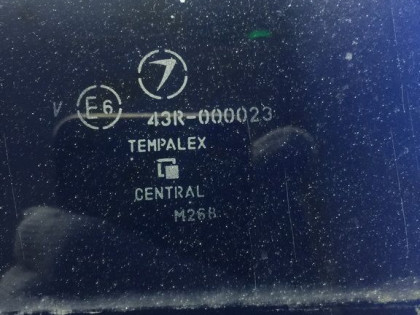 V E6
43R-000023
TEMPALEX
CENTRAL
M268